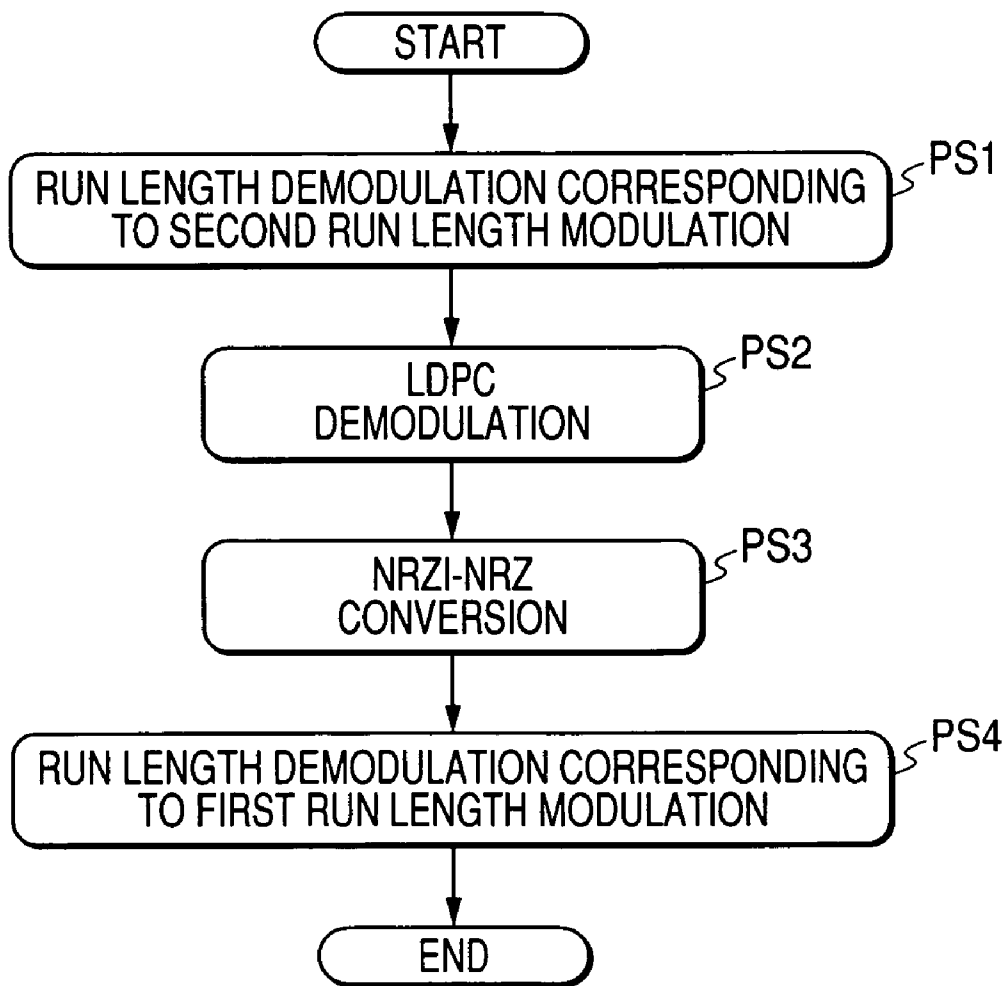 START
RUN LENGTH DEMODULATION CORRESPONDING
TO SECOND RUN LENGTH MODULATION
PS1
LDPC
DEMODULATION
PS2
NRZI-NRZ
CONVERSION
PS3
RUN LENGTH DEMODULATION CORRESPONDING
TO FIRST RUN LENGTH MODULATION
PS4
END